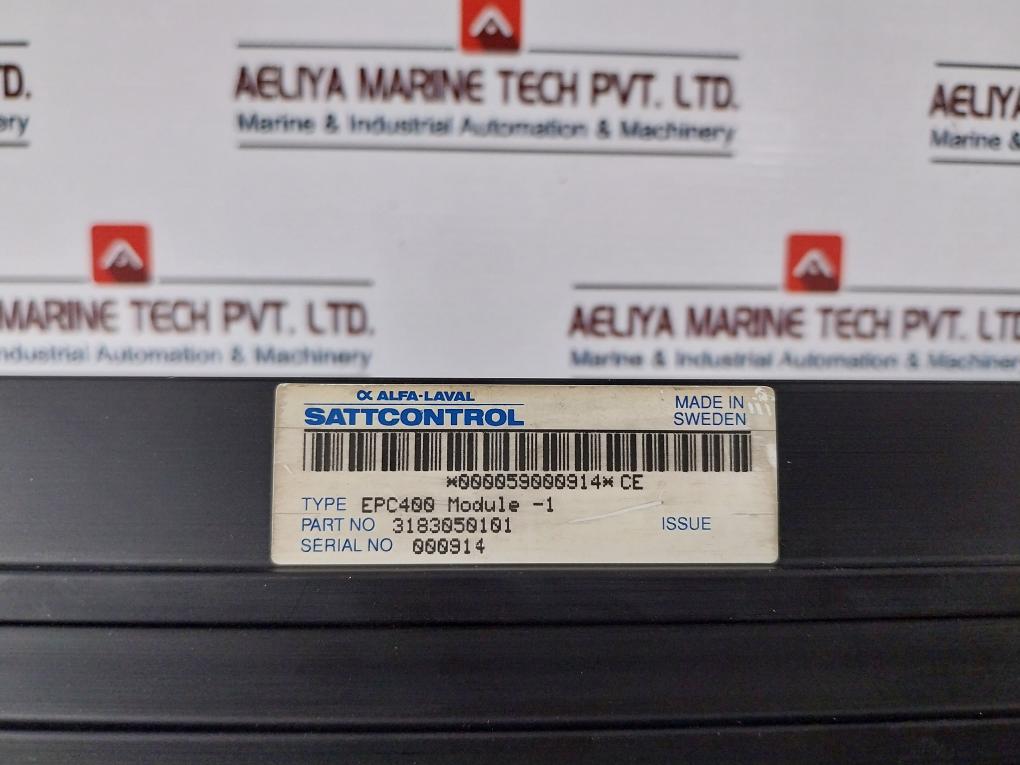 AELIYA MARINE TECH PVT. LTD.
Marine & Industrial Automation & Machinery
MARINE TECH PVT. LTD.
Industrial Automation & Machinery
AELIYA MARINE TECH PVT. LTD
Marine & Industrial Automation & Machinery
ALFA-LAVAL
SATTCONTROL
MADE IN
SWEDEN
*000059000914* CE
TYPE EPC400 Module -1
PART NO 3183050101
ISSUE
SERIAL NO 000914